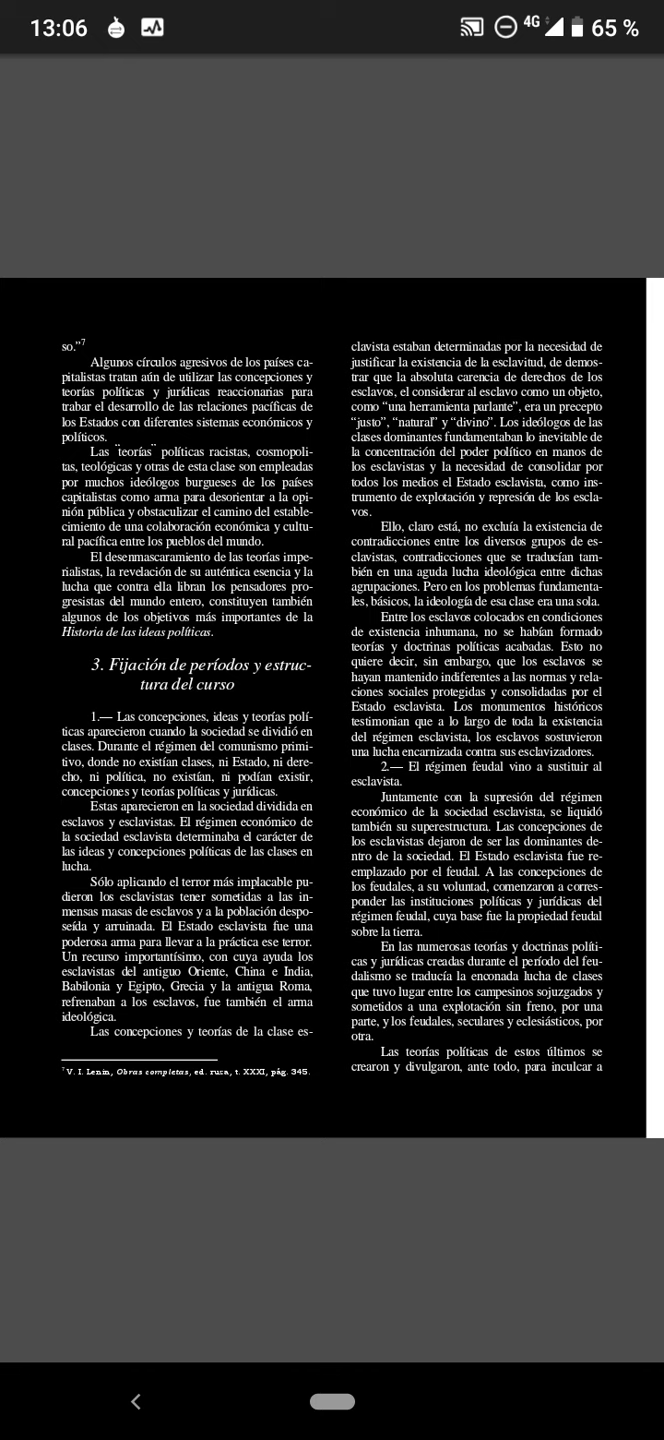 13:06
4G
65 %
so.”7
Algunos círculos agresivos de los países ca-
pitalistas tratan aún de utilizar las concepciones y
teorías políticas y jurídicas reaccionarias para
trabar el desarrollo de las relaciones pacíficas de
los Estados con diferentes sistemas económicos y
políticos.
Las ¨teorías¨ políticas racistas, cosmopoli-
tas, teológicas y otras de esta clase son empleadas
por muchos ideólogos burgueses de los países
capitalistas como arma para desorientar a la opi-
nión pública y obstaculizar el camino del estable-
cimiento de una colaboración económica y cultu-
ral pacífica entre los pueblos del mundo.
El desenmascaramiento de las teorías impe-
rialistas, la revelación de su auténtica esencia y la
lucha que contra ella libran los pensadores pro-
gresistas del mundo entero, constituyen también
algunos de los objetivos más importantes de la
Historia de las ideas políticas.
3. Fijación de períodos y estruc-
tura del curso
1.— Las concepciones, ideas y teorías polí-
ticas aparecieron cuando la sociedad se dividió en
clases. Durante el régimen del comunismo primi-
tivo, donde no existían clases, ni Estado, ni dere-
cho, ni política, no existían, ni podían existir,
concepciones y teorías políticas y jurídicas.
Estas aparecieron en la sociedad dividida en
esclavos y esclavistas. El régimen económico de
la sociedad esclavista determinaba el carácter de
las ideas y concepciones políticas de las clases en
lucha.
Sólo aplicando el terror más implacable pu-
dieron los esclavistas tener sometidas a las in-
mensas masas de esclavos y a la población despo-
seída y arruinada. El Estado esclavista fue una
poderosa arma para llevar a la práctica ese terror.
Un recurso importantísimo, con cuya ayuda los
esclavistas del antiguo Oriente, China e India,
Babilonia y Egipto, Grecia y la antigua Roma,
refrenaban a los esclavos, fue también el arma
ideológica.
Las concepciones y teorías de la clase es-
7 V. I. Lenin, Obras completas, ed. rusa, t. XXXI, pág. 345.
clavista estaban determinadas por la necesidad de
justificar la existencia de la esclavitud, de demos-
trar que la absoluta carencia de derechos de los
esclavos, el considerar al esclavo como un objeto,
como “una herramienta parlante”, era un precepto
“justo”, “natural” y “divino”. Los ideólogos de las
clases dominantes fundamentaban lo inevitable de
la concentración del poder político en manos de
los esclavistas y la necesidad de consolidar por
todos los medios el Estado esclavista, como ins-
trumento de explotación y represión de los escla-
vos.
Ello, claro está, no excluía la existencia de
contradicciones entre los diversos grupos de es-
clavistas, contradicciones que se traducían tam-
bién en una aguda lucha ideológica entre dichas
agrupaciones. Pero en los problemas fundamenta-
les, básicos, la ideología de esa clase era una sola.
Entre los esclavos colocados en condiciones
de existencia inhumana, no se habían formado
teorías y doctrinas políticas acabadas. Esto no
quiere decir, sin embargo, que los esclavos se
hayan mantenido indiferentes a las normas y rela-
ciones sociales protegidas y consolidadas por el
Estado esclavista. Los monumentos históricos
testimonian que a lo largo de toda la existencia
del régimen esclavista, los esclavos sostuvieron
una lucha encarnizada contra sus esclavizadores.
2.— El régimen feudal vino a sustituir al
esclavista.
Juntamente con la supresión del régimen
económico de la sociedad esclavista, se liquidó
también su superestructura. Las concepciones de
los esclavistas dejaron de ser las dominantes de-
ntro de la sociedad. El Estado esclavista fue re-
emplazado por el feudal. A las concepciones de
los feudales, a su voluntad, comenzaron a corres-
ponder las instituciones políticas y jurídicas del
régimen feudal, cuya base fue la propiedad feudal
sobre la tierra.
En las numerosas teorías y doctrinas políti-
cas y jurídicas creadas durante el período del feu-
dalismo se traducía la enconada lucha de clases
que tuvo lugar entre los campesinos sojuzgados y
sometidos a una explotación sin freno, por una
parte, y los feudales, seculares y eclesiásticos, por
otra.
Las teorías políticas de estos últimos se
crearon y divulgaron, ante todo, para inculcar a